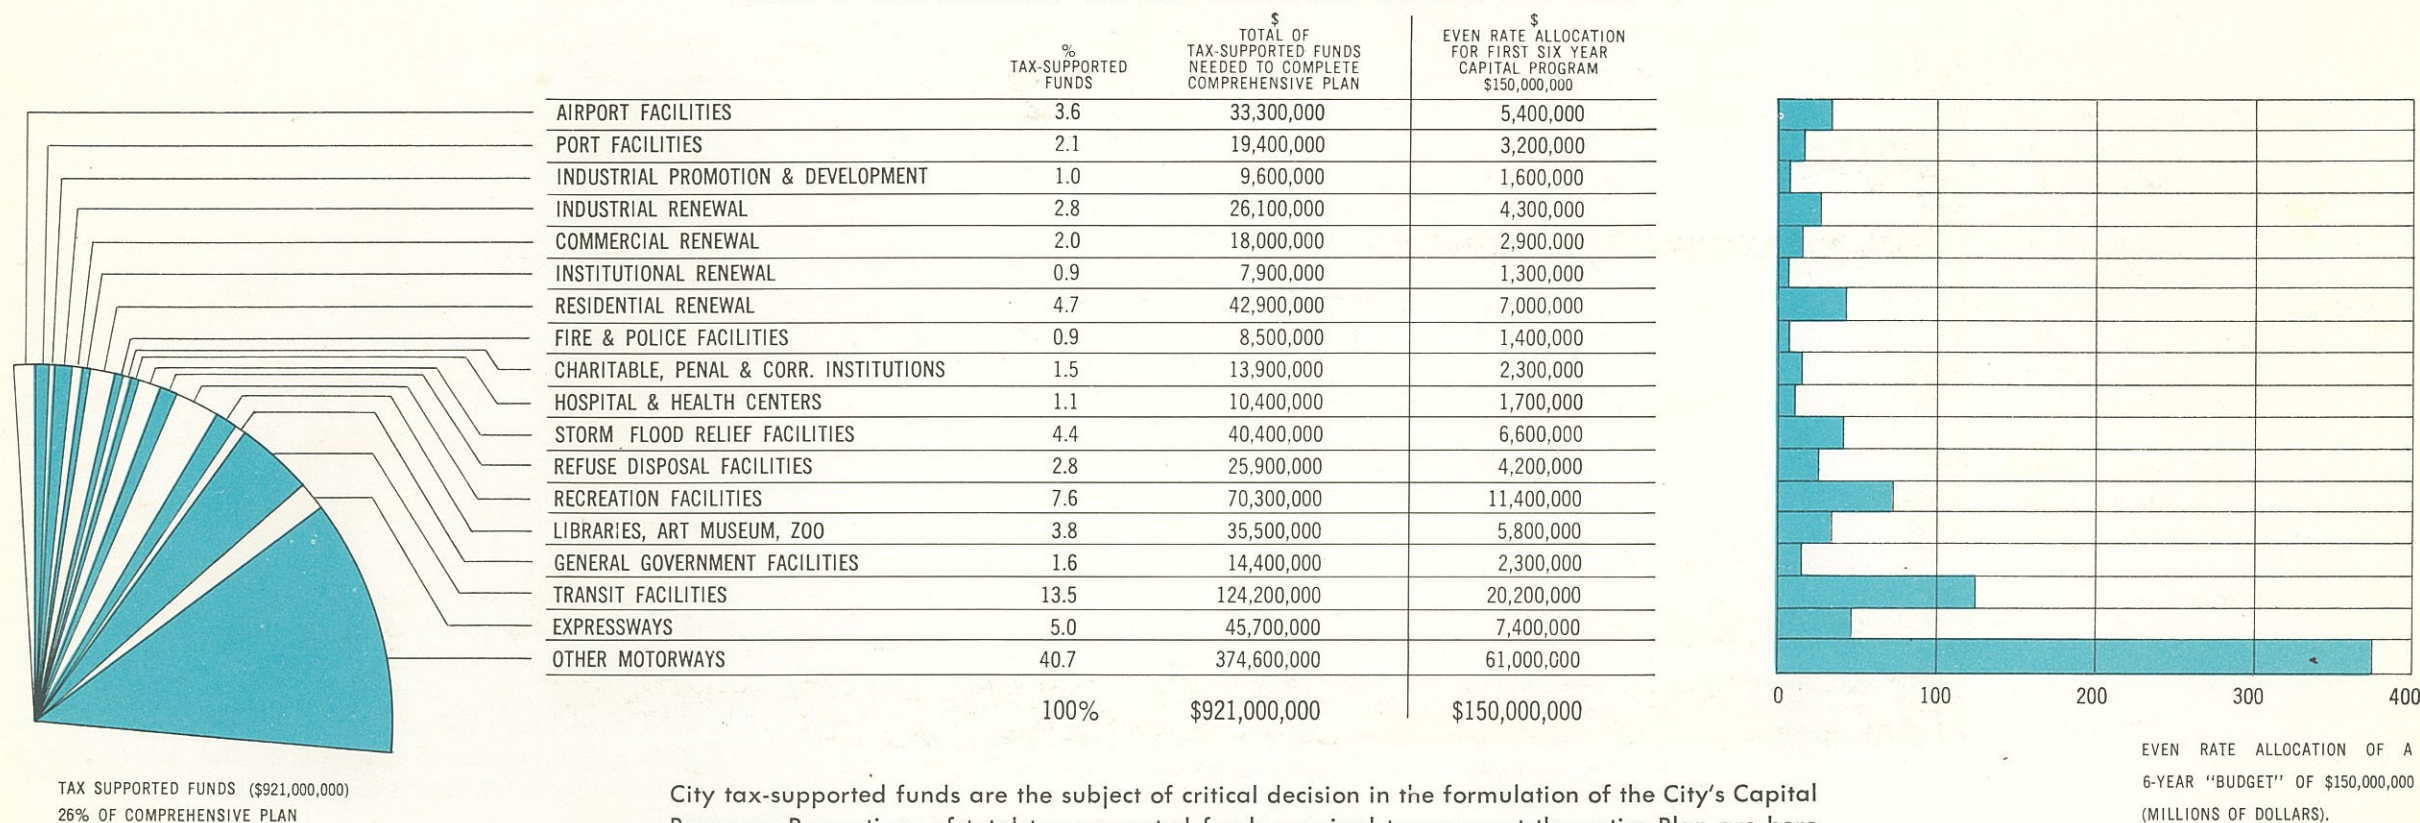 $
TOTAL OF
TAX-SUPPORTED FUNDS
NEEDED TO COMPLETE
COMPREHENSIVE PLAN
%
TAX-SUPPORTED
FUNDS
$
EVEN RATE ALLOCATION
FOR FIRST SIX YEAR
CAPITAL PROGRAM
$150,000,000
AIRPORT FACILITIES 3.6 33,300,000 5,400,000
PORT FACILITIES 2.1 19,400,000 3,200,000
INDUSTRIAL PROMOTION & DEVELOPMENT 1.0 9,600,000 1,600,000
INDUSTRIAL RENEWAL 2.8 26,100,000 4,300,000
COMMERCIAL RENEWAL 2.0 18,000,000 2,900.000
INSTITUTIONAL RENEWAL 0.9 7,900,000 1,300,000
RESIDENTIAL RENEWAL 4.7 42,900,000 7,000,000
FIRE & POLICE FACILITIES 0.9 8,500,000 1,400,000
CHARITABLE, PENAL & CORR. INSTITUTIONS 1.5 13,900,000 2,300,000
HOSPITAL & HEALTH CENTERS 1.1 10,400,000 1,700,000
STORM FLOOD RELIEF FACILITIES 4.4 40,400,000 6,600,000
REFUSE DISPOSAL FACILITIES 2.8 25,900,000 4,200,000
RECREATION FACILITIES 7.6 70,300,000 11,400,000
LIBRARIES, ART MUSEUM, ZOO 3.8 35,500,000 5,800,000
GENERAL GOVERNMENT FACILITIES 1.6 14,400,000 2,300,000
TRANSIT FACILITIES 13.5 124,200,000 20,200,000
EXPRESSWAYS 5.0 45,700,000 7,400,000
OTHER MOTORWAYS 40.7 374,600,000 61,000,000
100% $921,000,000 $150,000,000
0 100 200 300 400
TAX SUPPORTED FUNDS ($921,000,000)
26% OF COMPREHENSIVE PLAN
EVEN RATE ALLOCATION OF A
6-YEAR "BUDGET" OF $150,000,000
(MILLIONS OF DOLLARS).
City tax-supported funds are the subject of critical decision in the formulation of the City's Capital